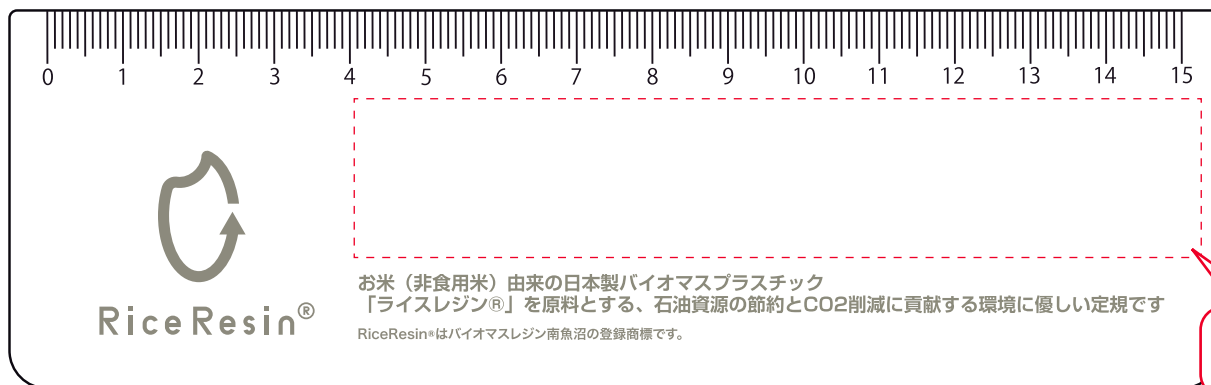 0 1 2 3 4 5 6 7 8 9 10 11 12 13 14 15
RiceResin®
お米（非食用米）由来の日本製バイオマスプラスチック
「ライスレジン®」を原料とする、石油資源の節約とCO2削減に貢献する環境に優しい定規です
RiceResin®はバイオマスレジン南魚沼の登録商標です。